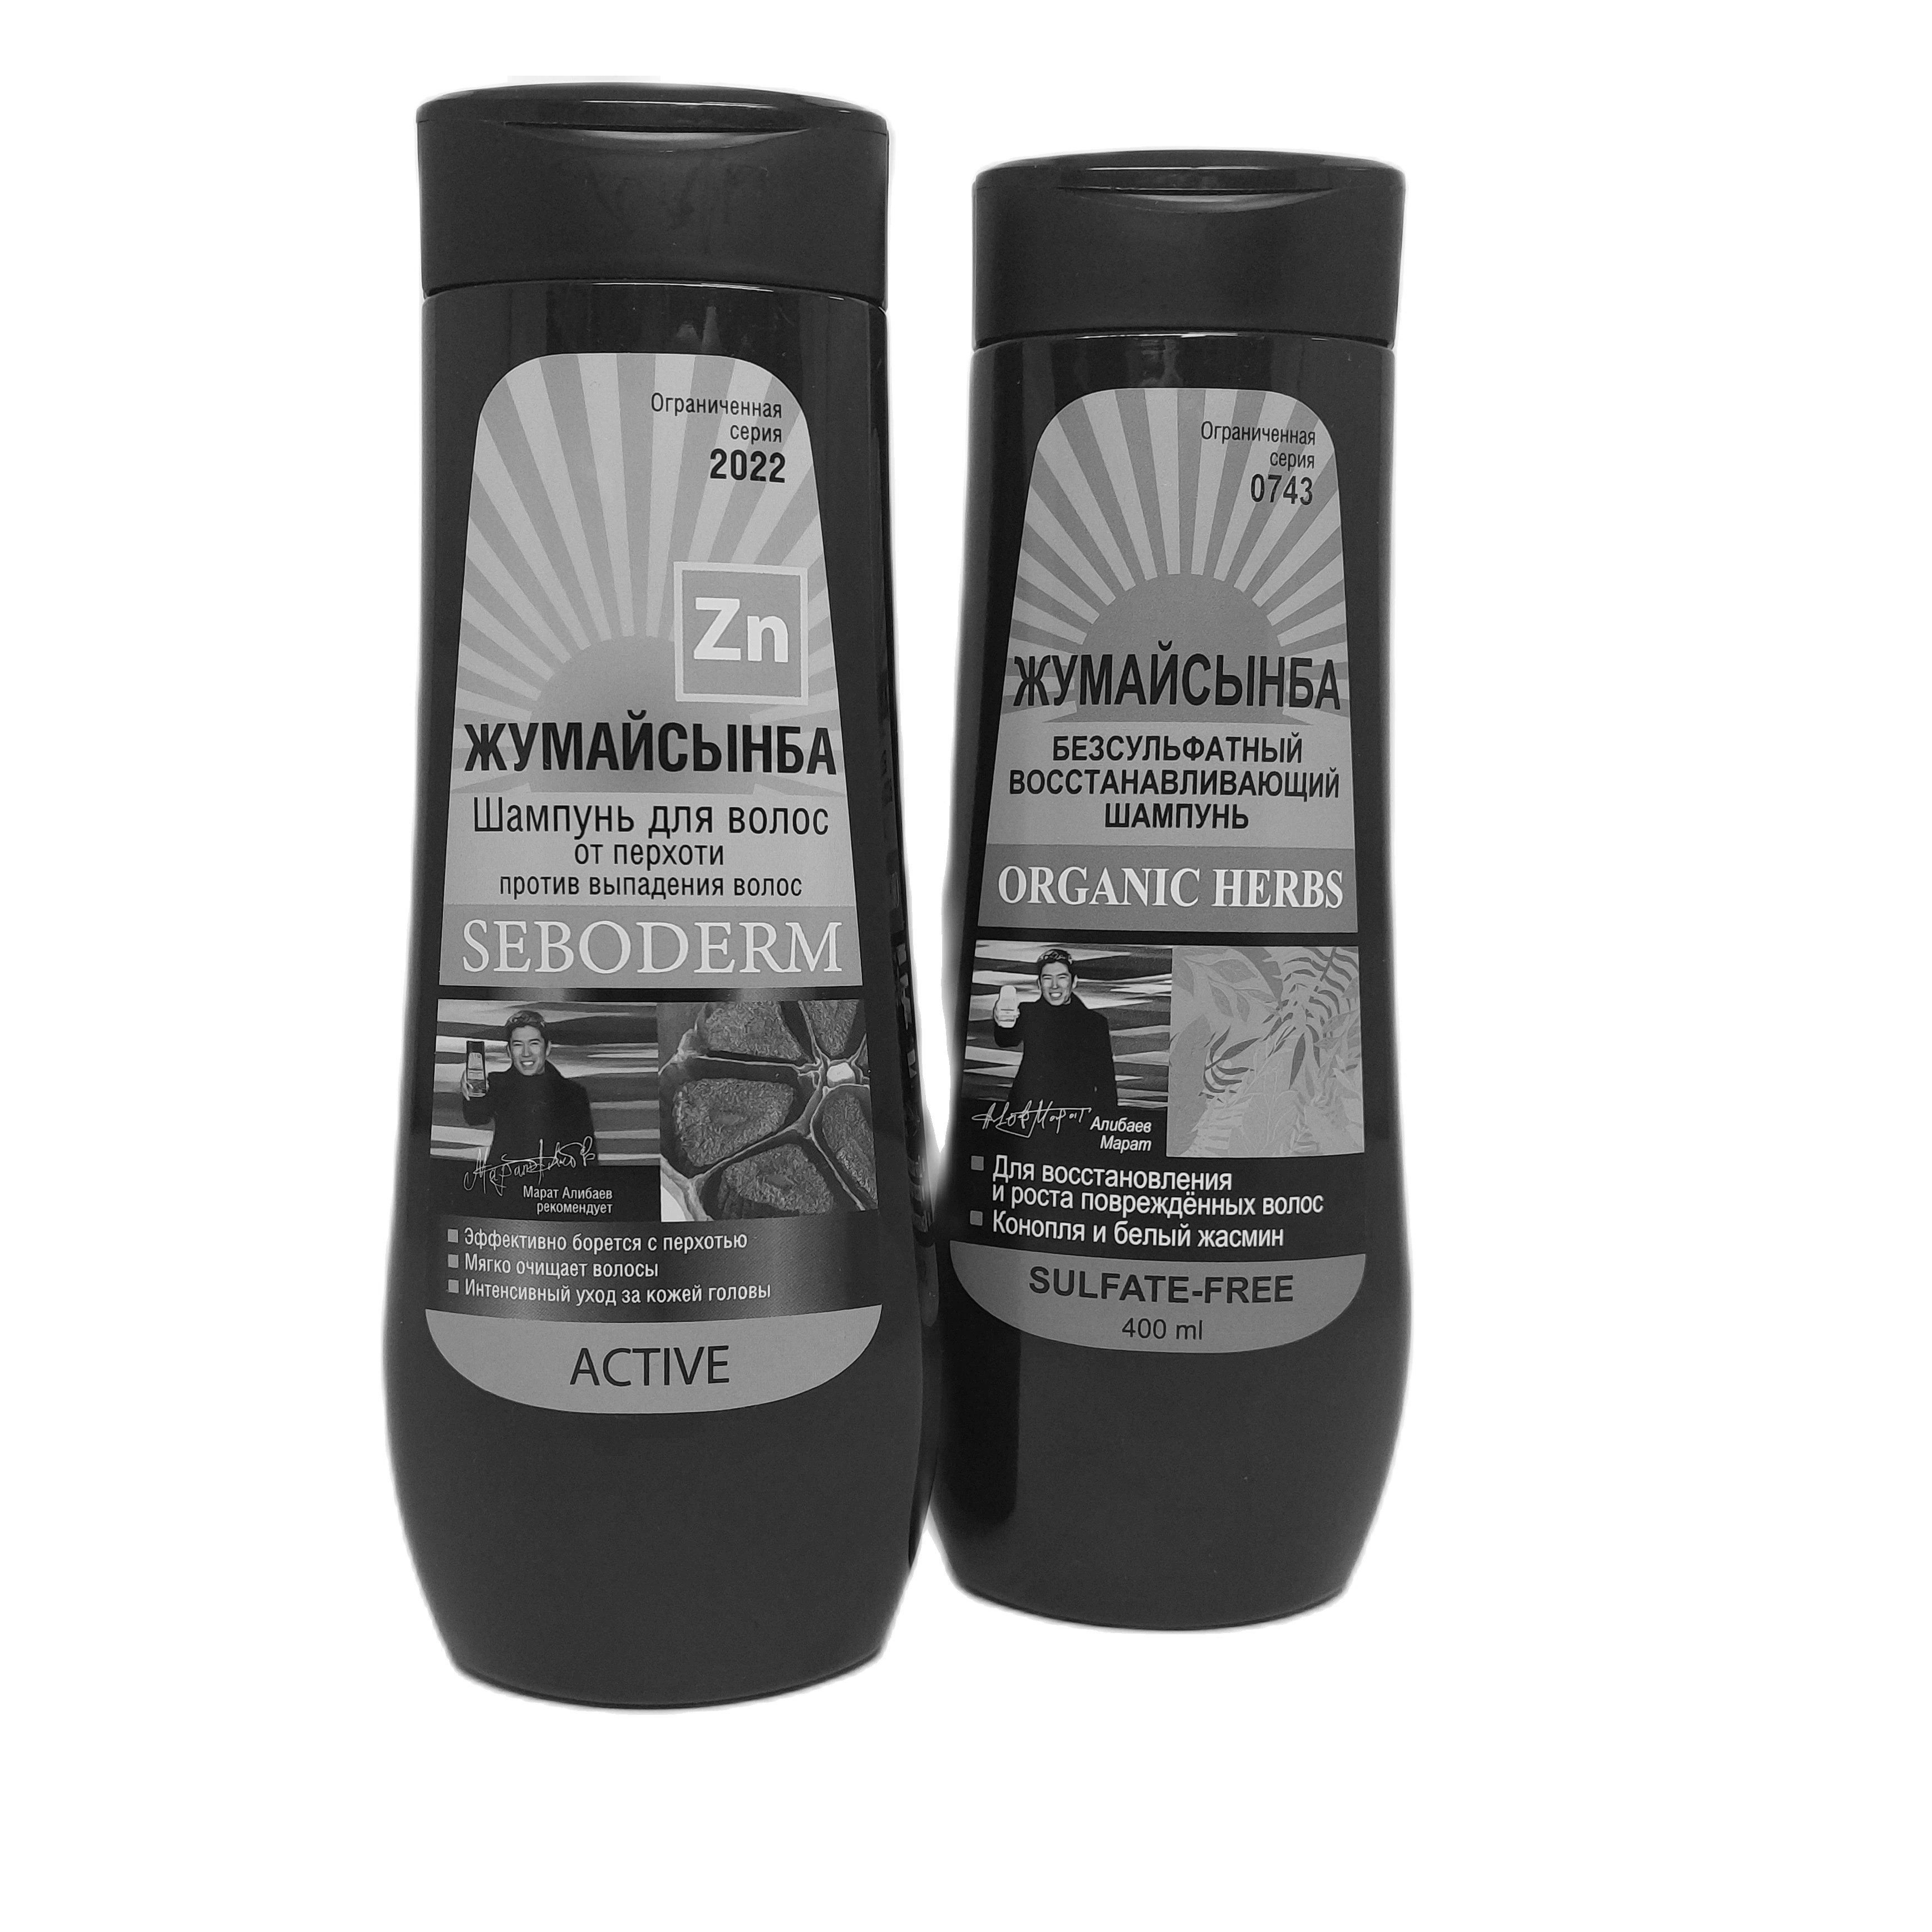 Ограниченная
серия
2022
Zn
ЖУМАЙСЫНБА
Шампунь для волос
от перхоти
против выпадения волос
SEBODERM
Марат Алибаев
рекомендует
Эффективно борется с перхотью
Мягко очищает волосы
Интенсивный уход за кожей головы
ACTIVE
Ограниченная
серия
0743
ЖУМАЙСЫНБА
БЕЗСУЛЬФАТНЫЙ
ВОССТАНАВЛИВАЮЩИЙ
ШАМПУНЬ
ORGANIC HERBS
Алибаев
Марат
Для восстановления
и роста повреждённых волос
Конопля и белый жасмин
SULFATE-FREE
400 ml